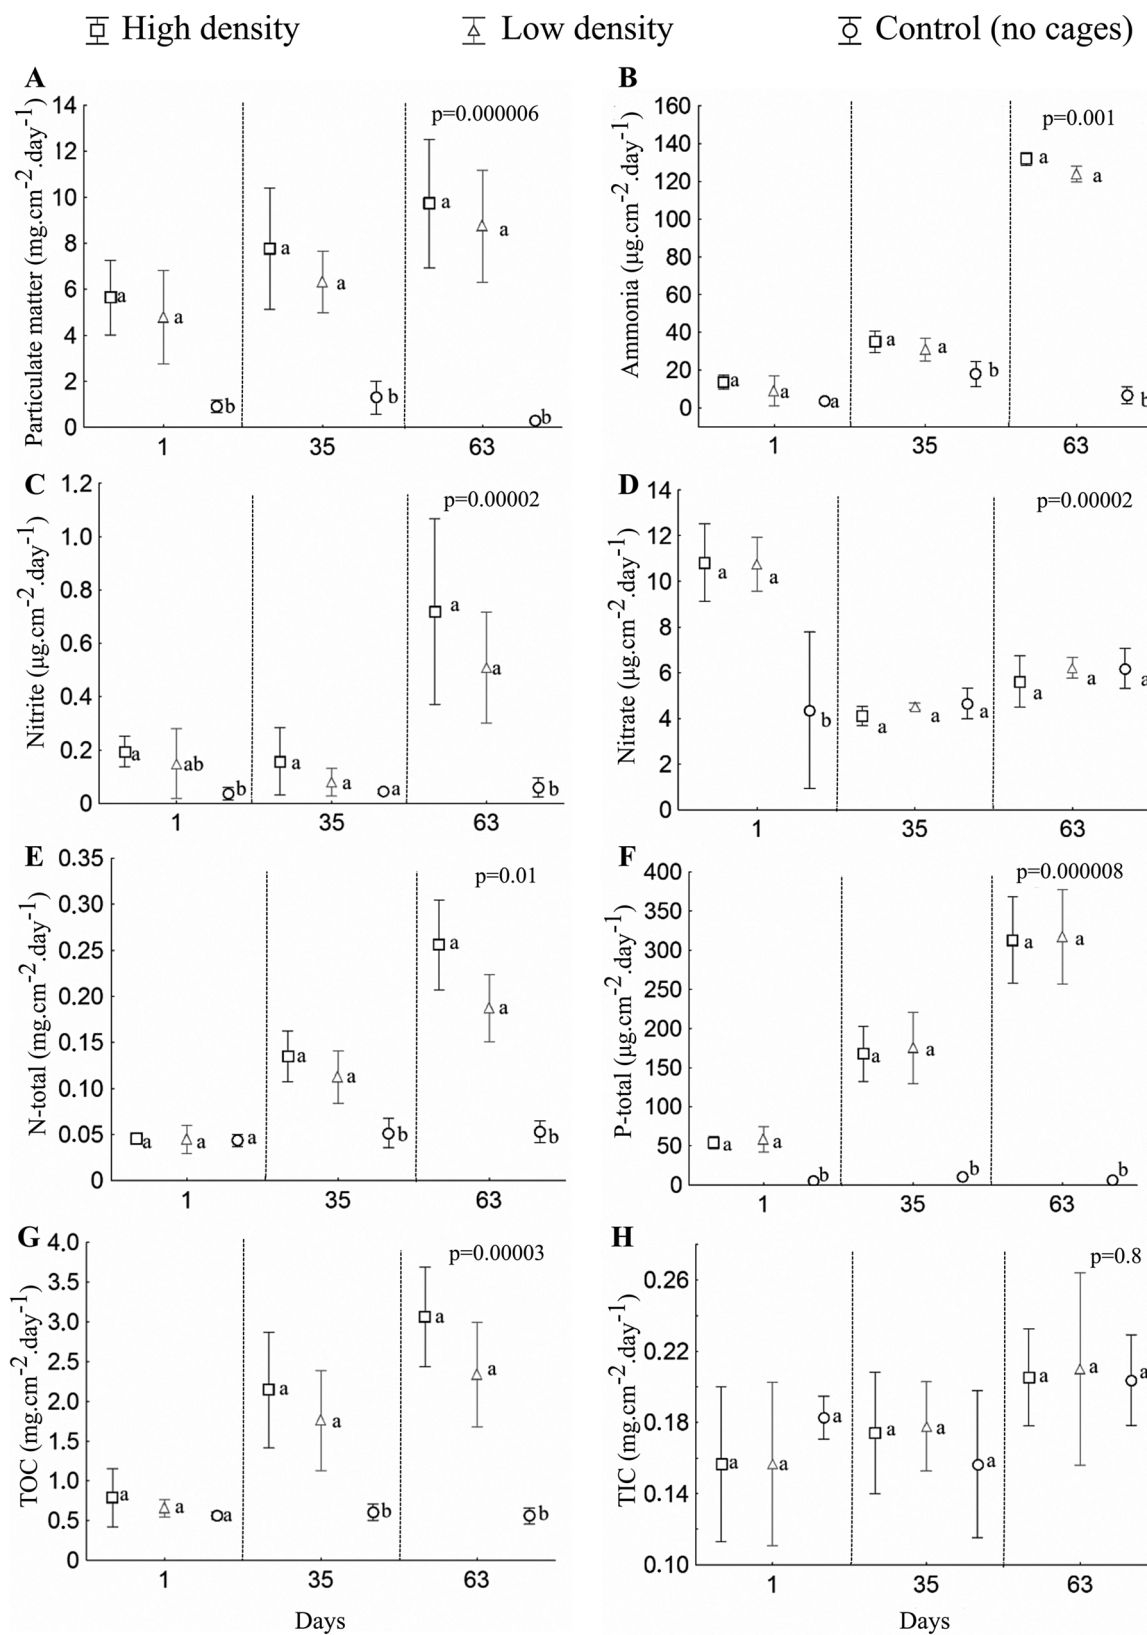 High density Low density Control (no cages)
A
Particulate matter (mg.cm-2.day-1)
14
12
10
8
6
4
2
0
p=0.000006
a a b a a b a a b
1 35 63
B
Ammonia (µg.cm-2.day-1)
160
140
120
100
80
60
40
20
0
p=0.001
a a a a a b a a b
1 35 63
C
Nitrite (µg.cm-2.day-1)
1.2
1.0
0.8
0.6
0.4
0.2
0
p=0.00002
a ab b a a a a a b
1 35 63
D
Nitrate (µg.cm-2.day-1)
14
12
10
8
6
4
2
0
p=0.00002
a a b a a a a a a
1 35 63
E
N-total (mg.cm-2.day-1)
0.35
0.30
0.25
0.20
0.15
0.10
0.05
0
p=0.01
a a a a a b a a b
1 35 63
F
P-total (µg.cm-2.day-1)
400
350
300
250
200
150
100
50
0
p=0.000008
a a b a a b a a b
1 35 63
G
TOC (mg.cm-2.day-1)
4.0
3.5
3.0
2.5
2.0
1.5
1.0
0.5
0
p=0.00003
a a a a a b a a b
1 35 63
Days
H
TIC (mg.cm-2.day-1)
0.26
0.22
0.18
0.14
0.10
p=0.8
a a a a a a a a a
1 35 63
Days